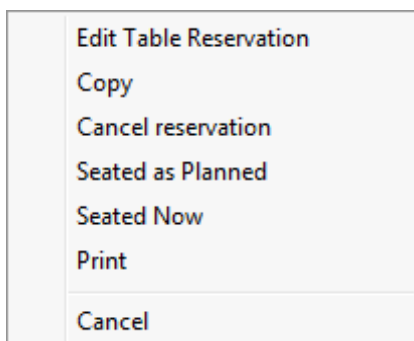 Edit Table Reservation
Copy
Cancel reservation
Seated as Planned
Seated Now
Print
Cancel